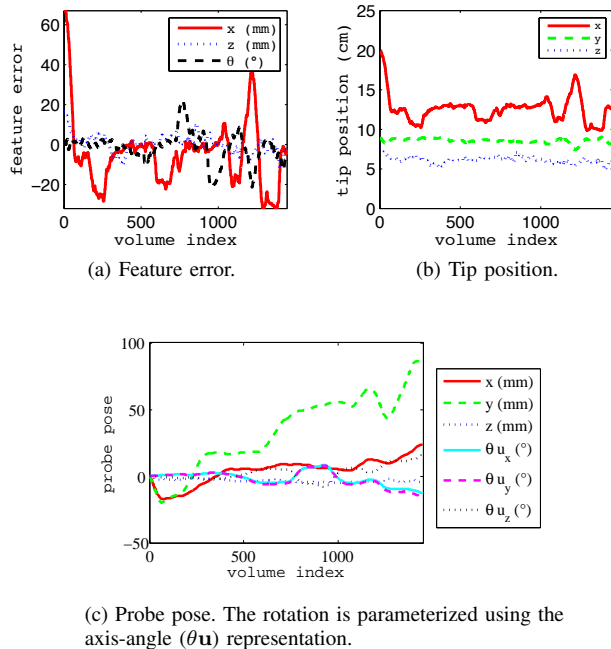 60
40
20
0
−20
feature error
x (mm)
z (mm)
θ (°)
0
500
1000
volume index
(a) Feature error.
25
20
15
10
5
0
tip position (cm)
x
y
z
0
500
1000
volume index
(b) Tip position.
100
50
0
−50
probe pose
0
500
1000
volume index
x (mm)
y (mm)
z (mm)
θ u_x (°)
θ u_y (°)
θ u_z (°)
(c) Probe pose. The rotation is parameterized using the
axis-angle (θu) representation.